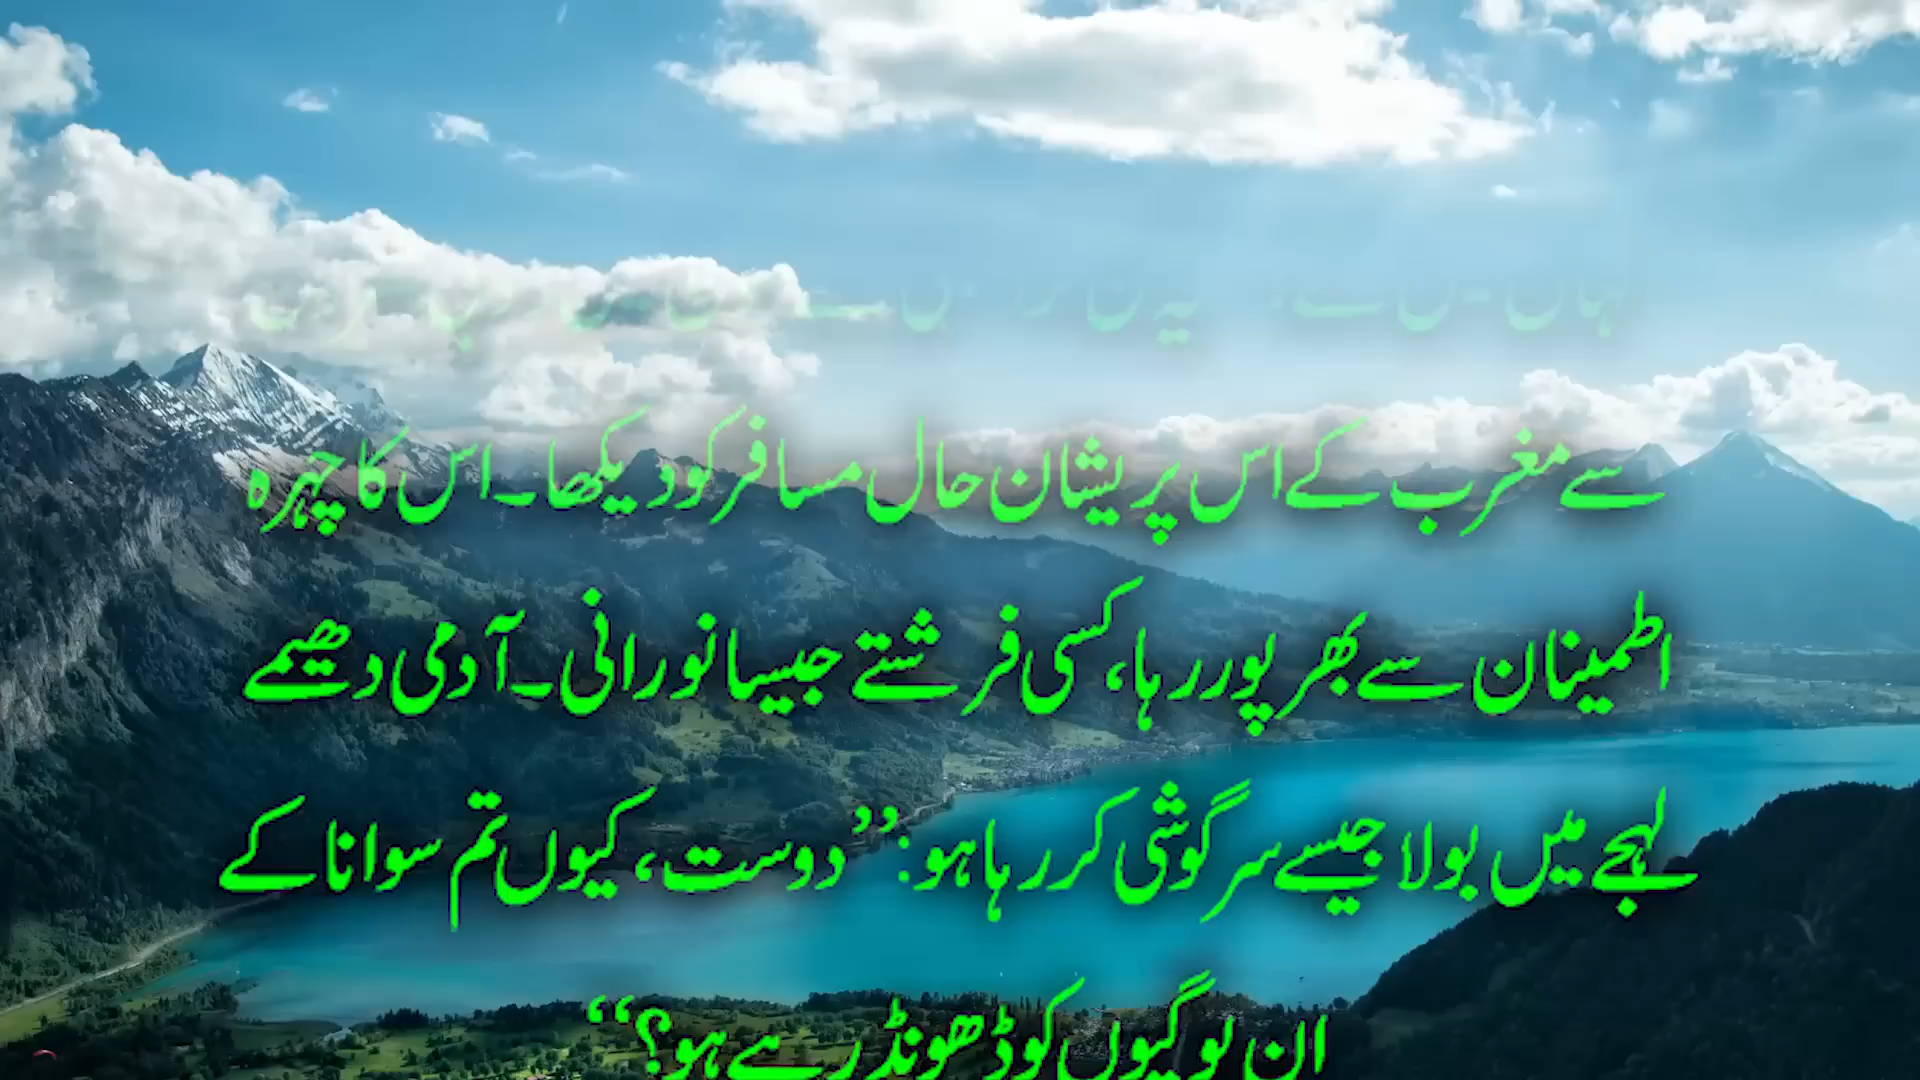 سے مغرب کے اس پریشان حال مسافر کو دیکھا۔ اس کا چہرہ
اطمینان سے بھر پور رہا، کسی فرشتے جیسا نورانی۔ آدمی دھیمے
لہجے میں بولا جیسے سرگوشی کر رہا ہو: ”دوست، کیوں تم سوانا کے
ان لوگیوں کو ڈھونڈ رہے ہو؟“